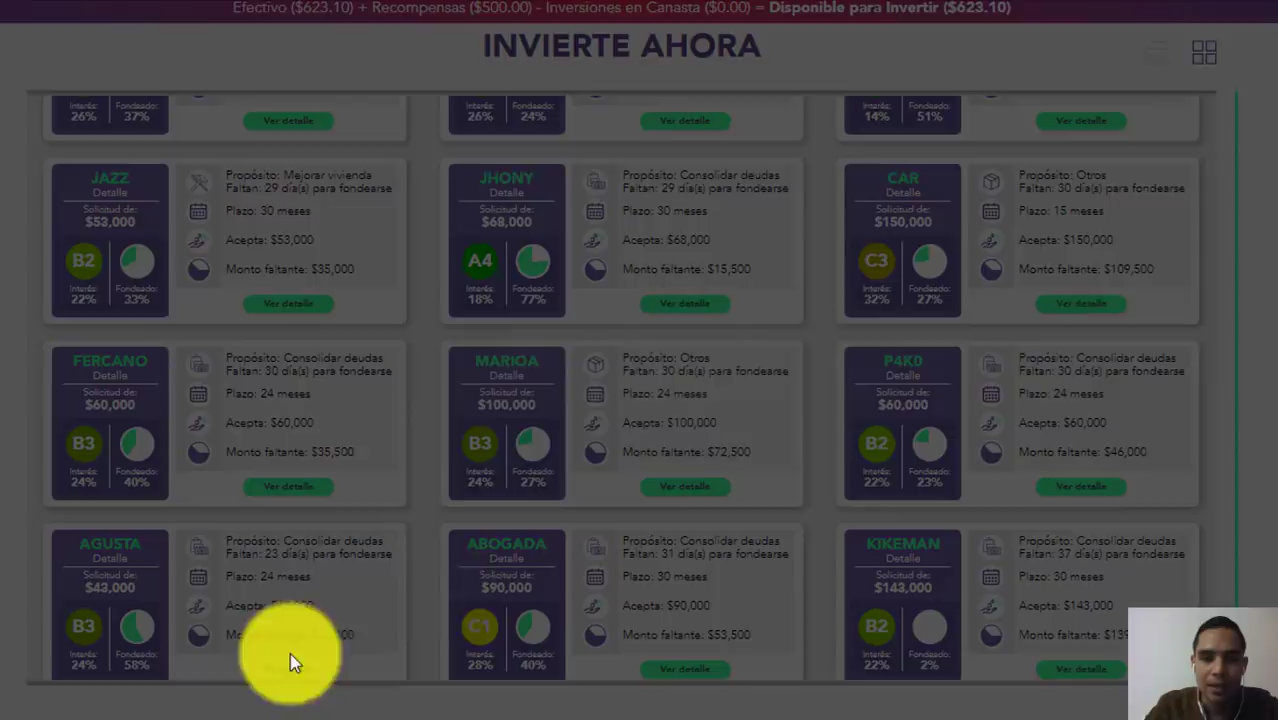 Efectivo ($623.10) + Recompensas ($500.00) - Inversiones en Canasta ($0.00) = Disponible para Invertir ($623.10)
INVIERTE AHORA
Interés: Fondeado:
26% 37%
Ver detalle
Interés: Fondeado:
26% 24%
Ver detalle
Interés: Fondeado:
14% 51%
Ver detalle
JAZZ
Detalle
Solicitud de:
$53,000
B2
Interés: Fondeado:
22% 33%
Propósito: Mejorar vivienda
Faltan: 29 día(s) para fondearse
Plazo: 30 meses
Acepta: $53,000
Monto faltante: $35,000
Ver detalle
JHONY
Detalle
Solicitud de:
$68,000
A4
Interés: Fondeado:
18% 77%
Propósito: Consolidar deudas
Faltan: 29 día(s) para fondearse
Plazo: 30 meses
Acepta: $68,000
Monto faltante: $15,500
Ver detalle
CAR
Detalle
Solicitud de:
$150,000
C3
Interés: Fondeado:
32% 27%
Propósito: Otros
Faltan: 30 día(s) para fondearse
Plazo: 15 meses
Acepta: $150,000
Monto faltante: $109,500
Ver detalle
FERCANO
Detalle
Solicitud de:
$60,000
B3
Interés: Fondeado:
24% 40%
Propósito: Consolidar deudas
Faltan: 30 día(s) para fondearse
Plazo: 24 meses
Acepta: $60,000
Monto faltante: $35,500
Ver detalle
MARIOA
Detalle
Solicitud de:
$100,000
B3
Interés: Fondeado:
24% 27%
Propósito: Otros
Faltan: 30 día(s) para fondearse
Plazo: 24 meses
Acepta: $100,000
Monto faltante: $72,500
Ver detalle
P4K0
Detalle
Solicitud de:
$60,000
B2
Interés: Fondeado:
22% 23%
Propósito: Consolidar deudas
Faltan: 30 día(s) para fondearse
Plazo: 24 meses
Acepta: $60,000
Monto faltante: $46,000
Ver detalle
AGUSTA
Detalle
Solicitud de:
$43,000
B3
Interés: Fondeado:
24% 58%
Propósito: Consolidar deudas
Faltan: 23 día(s) para fondearse
Plazo: 24 meses
ABOGADA
Detalle
Solicitud de:
$90,000
C1
Interés: Fondeado:
28% 40%
Propósito: Consolidar deudas
Faltan: 31 día(s) para fondearse
Plazo: 30 meses
Acepta: $90,000
Monto faltante: $53,500
Ver detalle
KIKEMAN
Detalle
Solicitud de:
$143,000
B2
Interés: Fondeado:
22% 2%
Propósito: Consolidar deudas
Faltan: 37 día(s) para fondearse
Plazo: 30 meses
Acepta: $143,000
Monto faltante:
Ver detalle